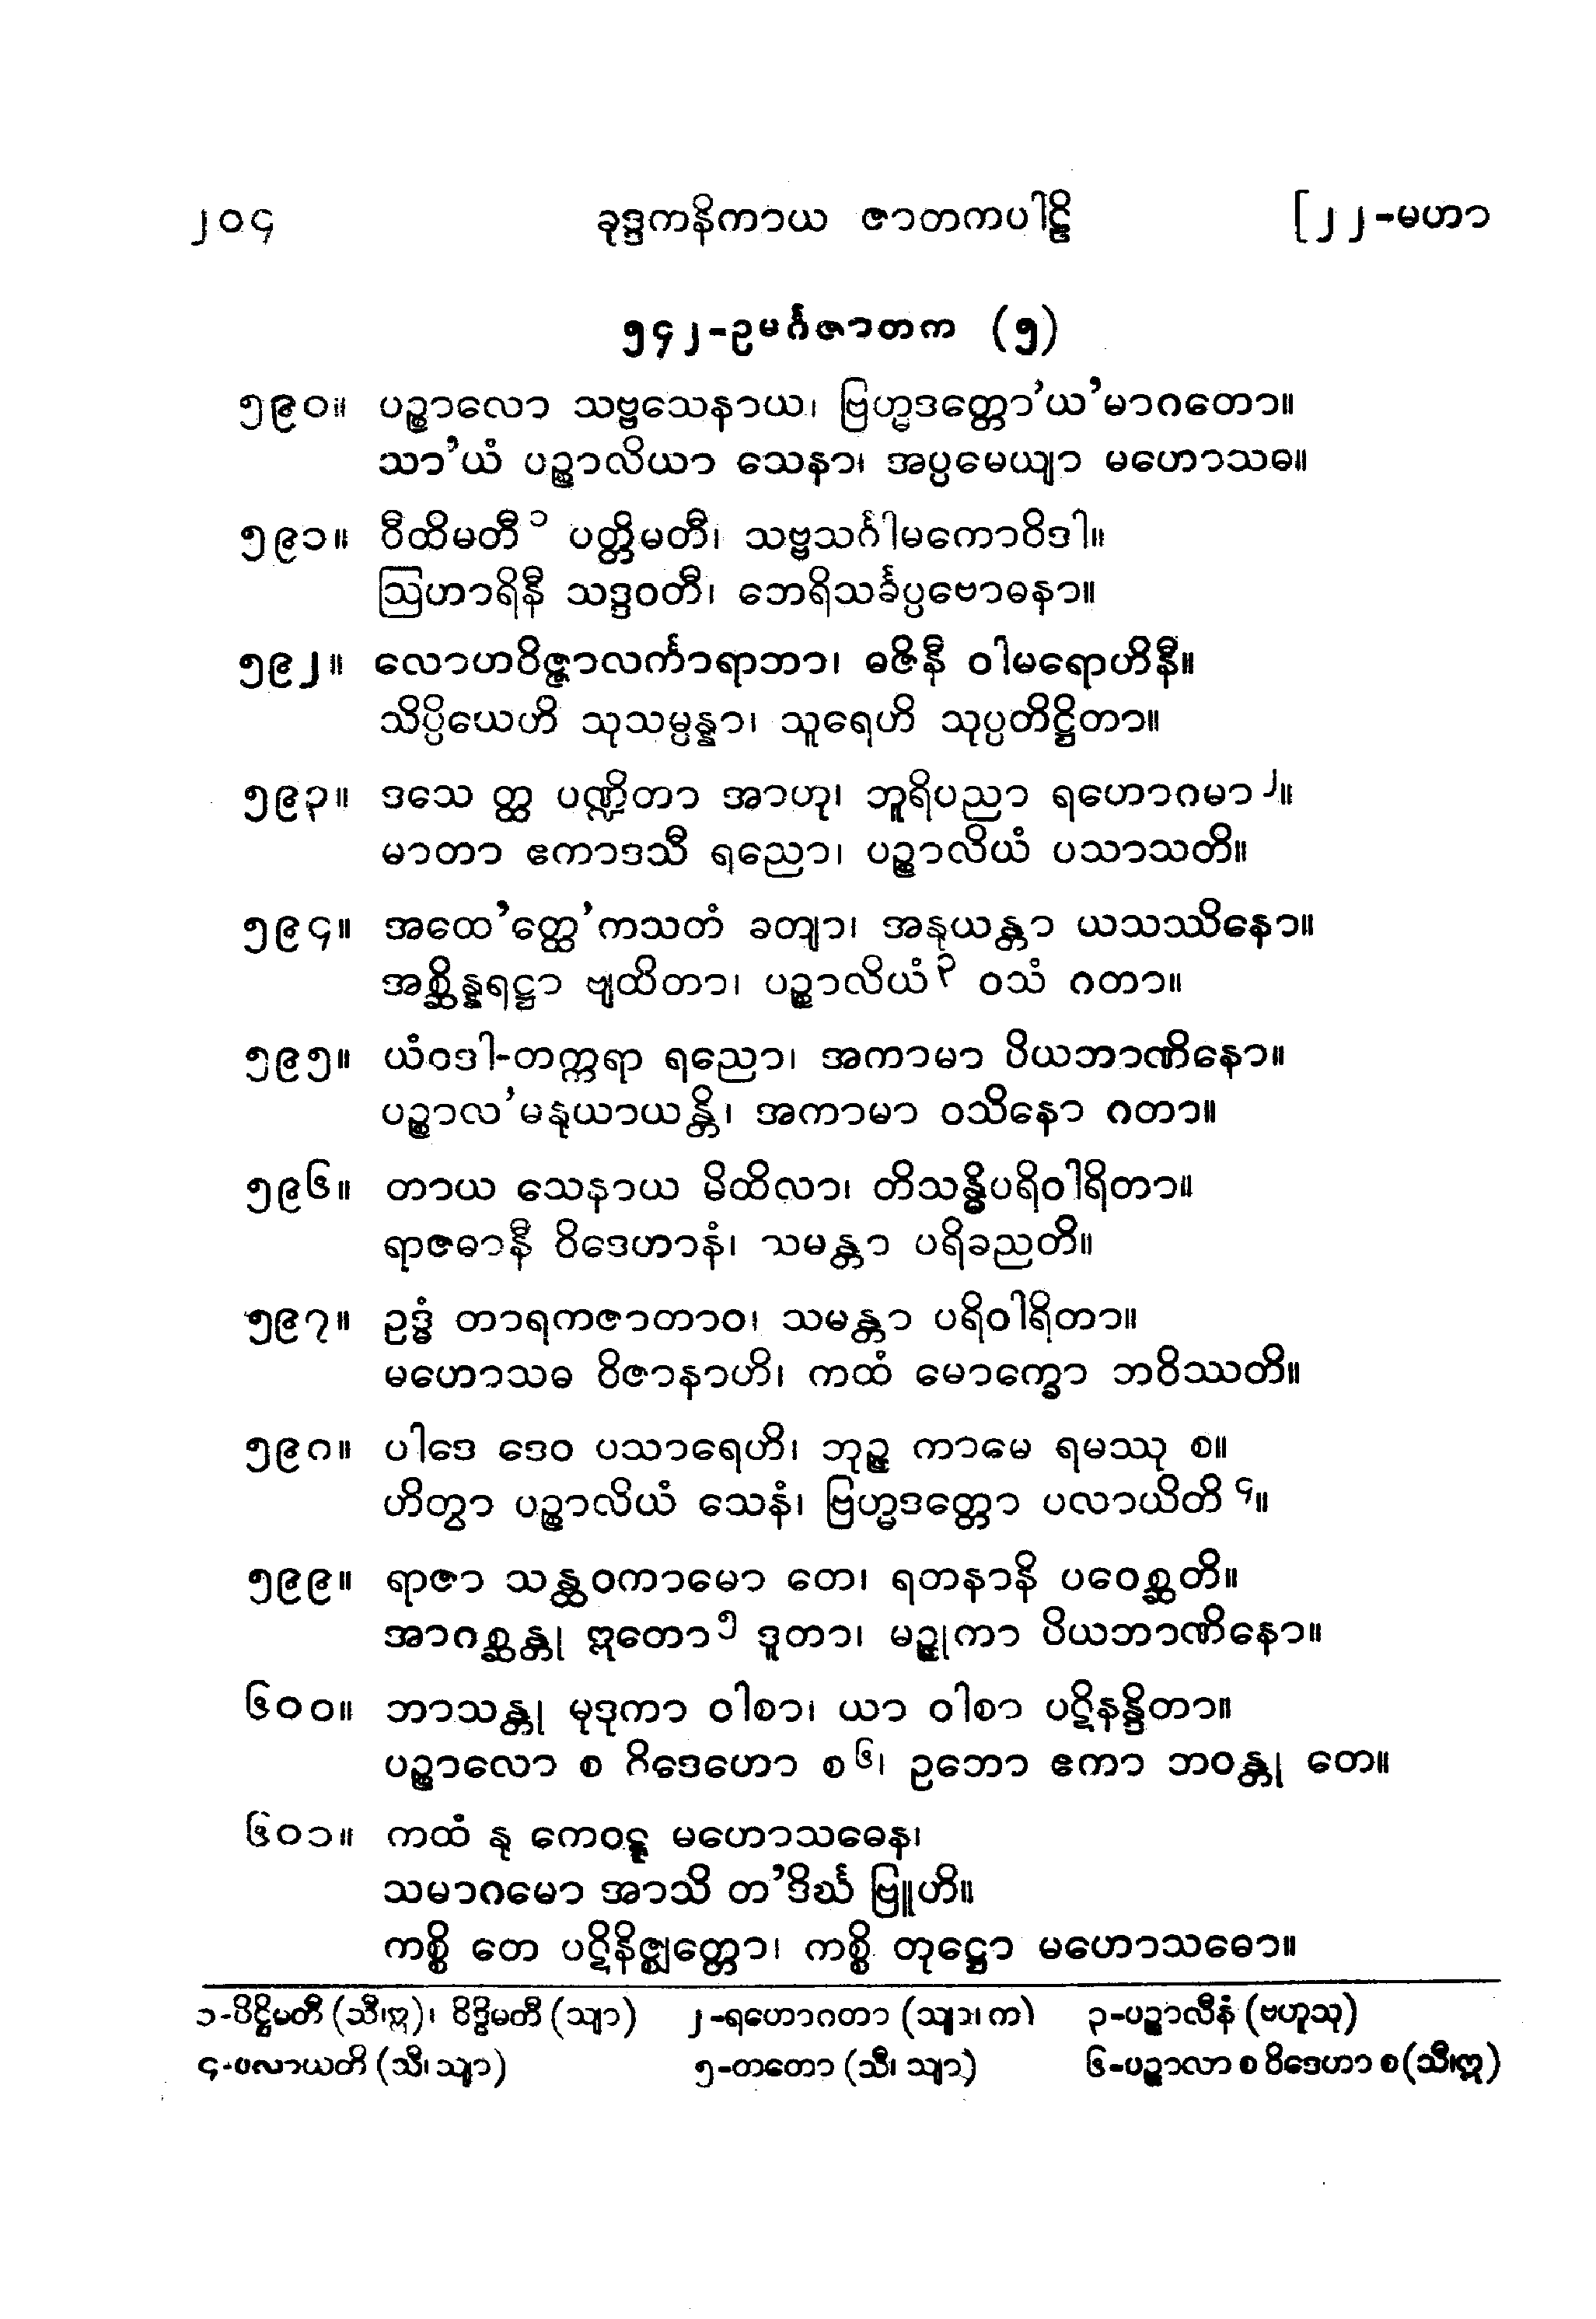 ၂၀၄ ခုဒ္ဒကနိကာယ ဇာတကပါဠိ [၂၂-မဟာ
၅၄၂-ဥမင်္ဂဇာတက (၅)
၅၉၀။ ပဉ္စာလော သဗ္ဗသေနာယ၊ ဗြဟ္မဒတ္တော’ယ’မာဂတော။
သာ’ယံ ပဉ္စာလိယာ သေနာ၊ အပ္ပမေယျာ မဟောသဓ။
၅၉၁။ ဝီထိမတီ ၁ ပတ္တိမတီ၊ သဗ္ဗသင်္ဂါမကောဝိဒါ။
ဩဟာရိနီ သဒ္ဒဝတီ၊ ဘေရိသင်္ခပ္ပဗောဓနာ။
၅၉၂။ လောဟဝိဇ္ဇာလင်္ကာရာဘာ၊ ဓဇိနီ ဝါမရောဟိနီ။
သိပ္ပိယေဟိ သုသမ္ပန္နာ၊ သူရေဟိ သုပ္ပတိဋ္ဌိတာ။
၅၉၃။ ဒသေ တ္ထ ပဏ္ဍိတာ အာဟု၊ ဘူရိပညာ ရဟောဂမာ ၂။
မာတာ ဧကာဒသီ ရညော၊ ပဉ္စာလိယံ ပသာသတိ။
၅၉၄။ အထေ’တ္ထေ’ကသတံ ခတျာ၊ အနုယန္တာ ယသဿိနော။
အစ္ဆိန္နရဋ္ဌာ ဗျထိတာ၊ ပဉ္စာလိယံ ၃ ဝသံ ဂတာ။
၅၉၅။ ယံဝဒါ-တက္ကရာ ရညော၊ အကာမာ ပိယဘာဏိနော။
ပဉ္စာလ’မနုယာယန္တိ၊ အကာမာ ဝသိနော ဂတာ။
၅၉၆။ တာယ သေနာယ မိထိလာ၊ တိသန္ဓိပရိဝါရိတာ။
ရာဇဓာနီ ဝိဒေဟာနံ၊ သမန္တာ ပရိခညတိ။
၅၉၇။ ဥဒ္ဓံ တာရကဇာတာဝ၊ သမန္တာ ပရိဝါရိတာ။
မဟောသဓ ဝိဇာနာဟိ၊ ကထံ မောက္ခော ဘဝိဿတိ။
၅၉၈။ ပါဒေ ဒေဝ ပသာရေဟိ၊ ဘုဉ္ဇ ကာမေ ရမဿု စ။
ဟိတွာ ပဉ္စာလိယံ သေနံ၊ ဗြဟ္မဒတ္တော ပလာယိတိ ၄။
၅၉၉။ ရာဇာ သန္ထဝကာမော တေ၊ ရတနာနိ ပဝေစ္ဆတိ။
အာဂစ္ဆန္တု ဣတော ၅ ဒူတာ၊ မဉ္ဇုကာ ပိယဘာဏိနော။
၆၀၀။ ဘာသန္တု မုဒုကာ ဝါစာ၊ ယာ ဝါစာ ပဋိနန္ဒိတာ။
ပဉ္စာလော စ ဝိဒေဟော စ ၆၊ ဥဘော ဧကာ ဘဝန္တု တေ။
၆၀၁။ ကထံ နု ကေဝဋ္ဋ မဟောသဓေန၊
သမာဂမော အာသိ တ’ဒိင်္ဃ ဗြူဟိ။
ကစ္စိ တေ ပဋိနိဇ္ဈတ္တော၊ ကစ္စိ တုဋ္ဌော မဟောသဓော။
၁-ပိဋ္ဌိမတီ (သီ၊ဣ)၊ ဝိဒ္ဓိမတီ (သျာ) ၂-ရဟောဂတာ (သျာ၊ က) ၃-ပဉ္စာလီနံ (ဗဟူသု)
၄-ပလာယတိ (သီ၊ သျာ) ၅-တတော (သီ၊ သျာ) ၆-ပဉ္စာလာ စ ဝိဒေဟာ စ (သီ၊ဣ)